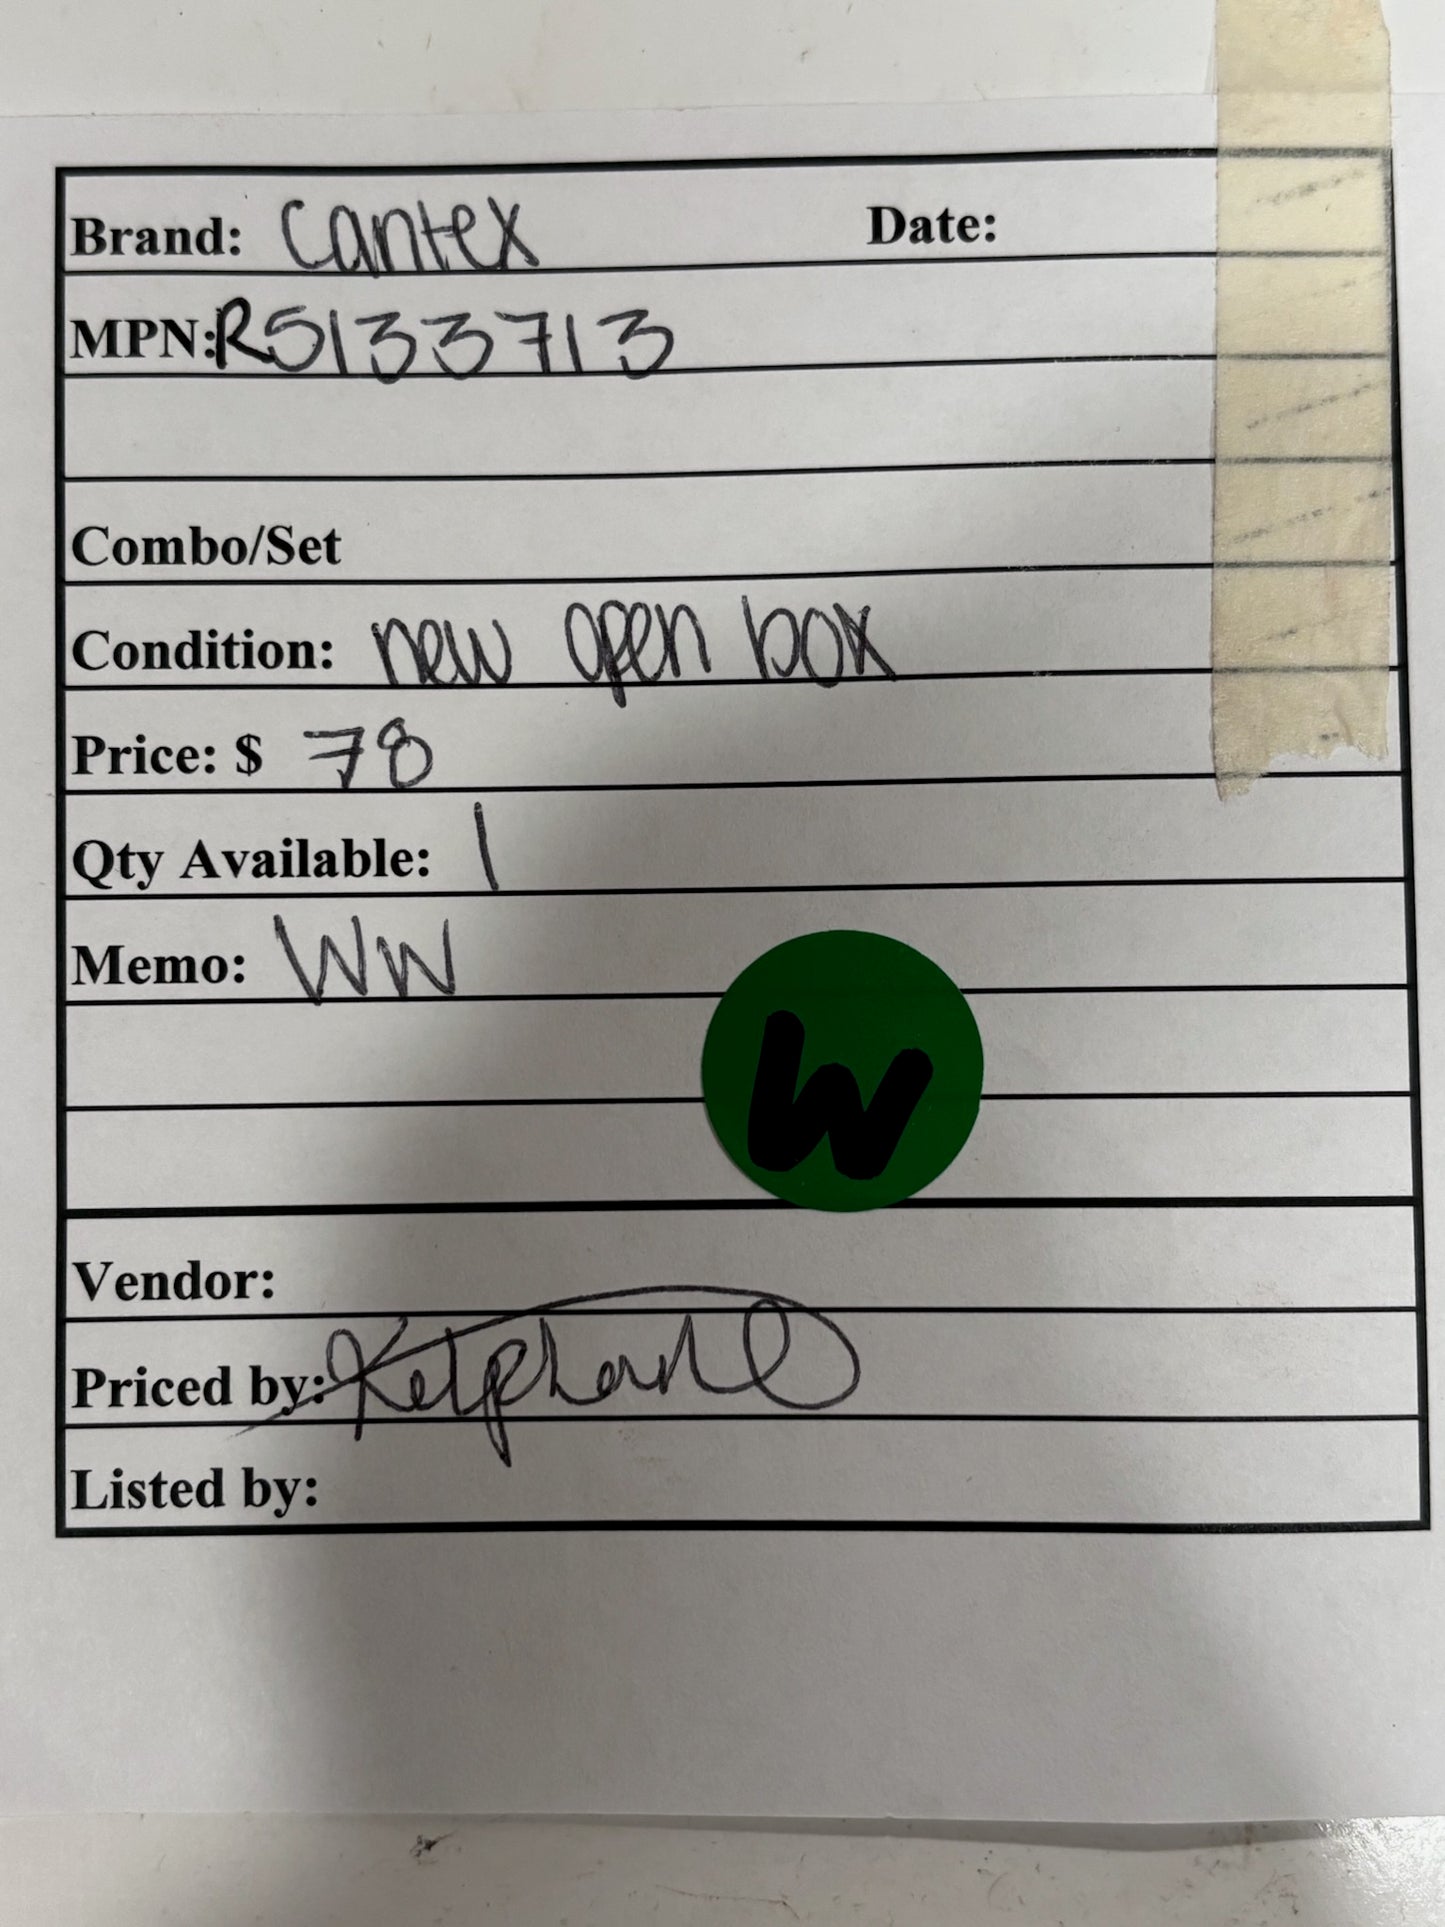 Brand: Cantex Date:
MPN: R5133713
Combo/Set
Condition: new open box
Price: $ 78
Qty Available: 1
Memo: WW
W
Vendor:
Priced by:
Listed by: